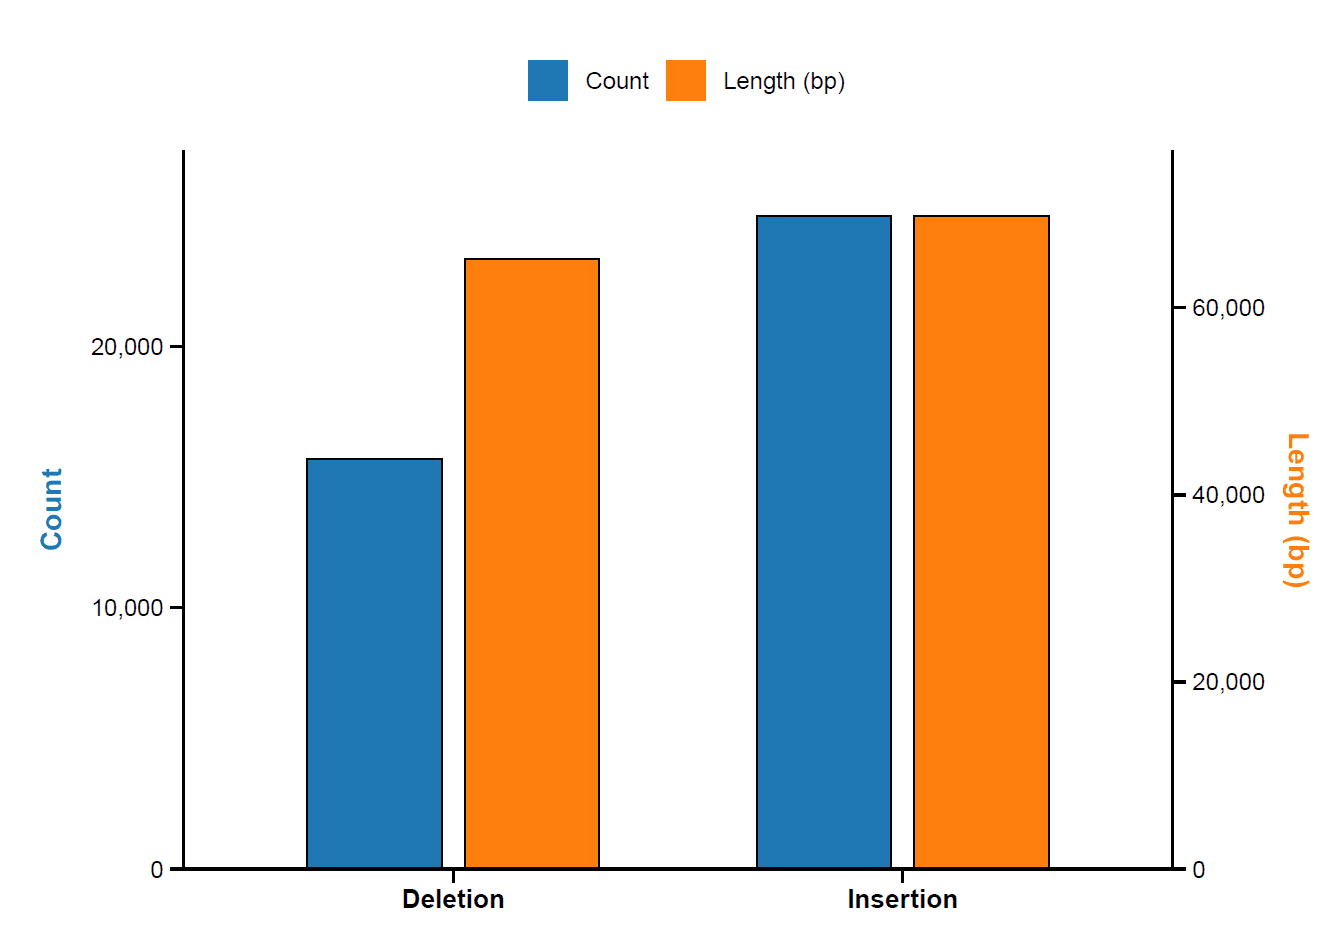 Count Length (bp)
20,000
10,000
0
Count
60,000
40,000
20,000
0
Length (bp)
Deletion Insertion